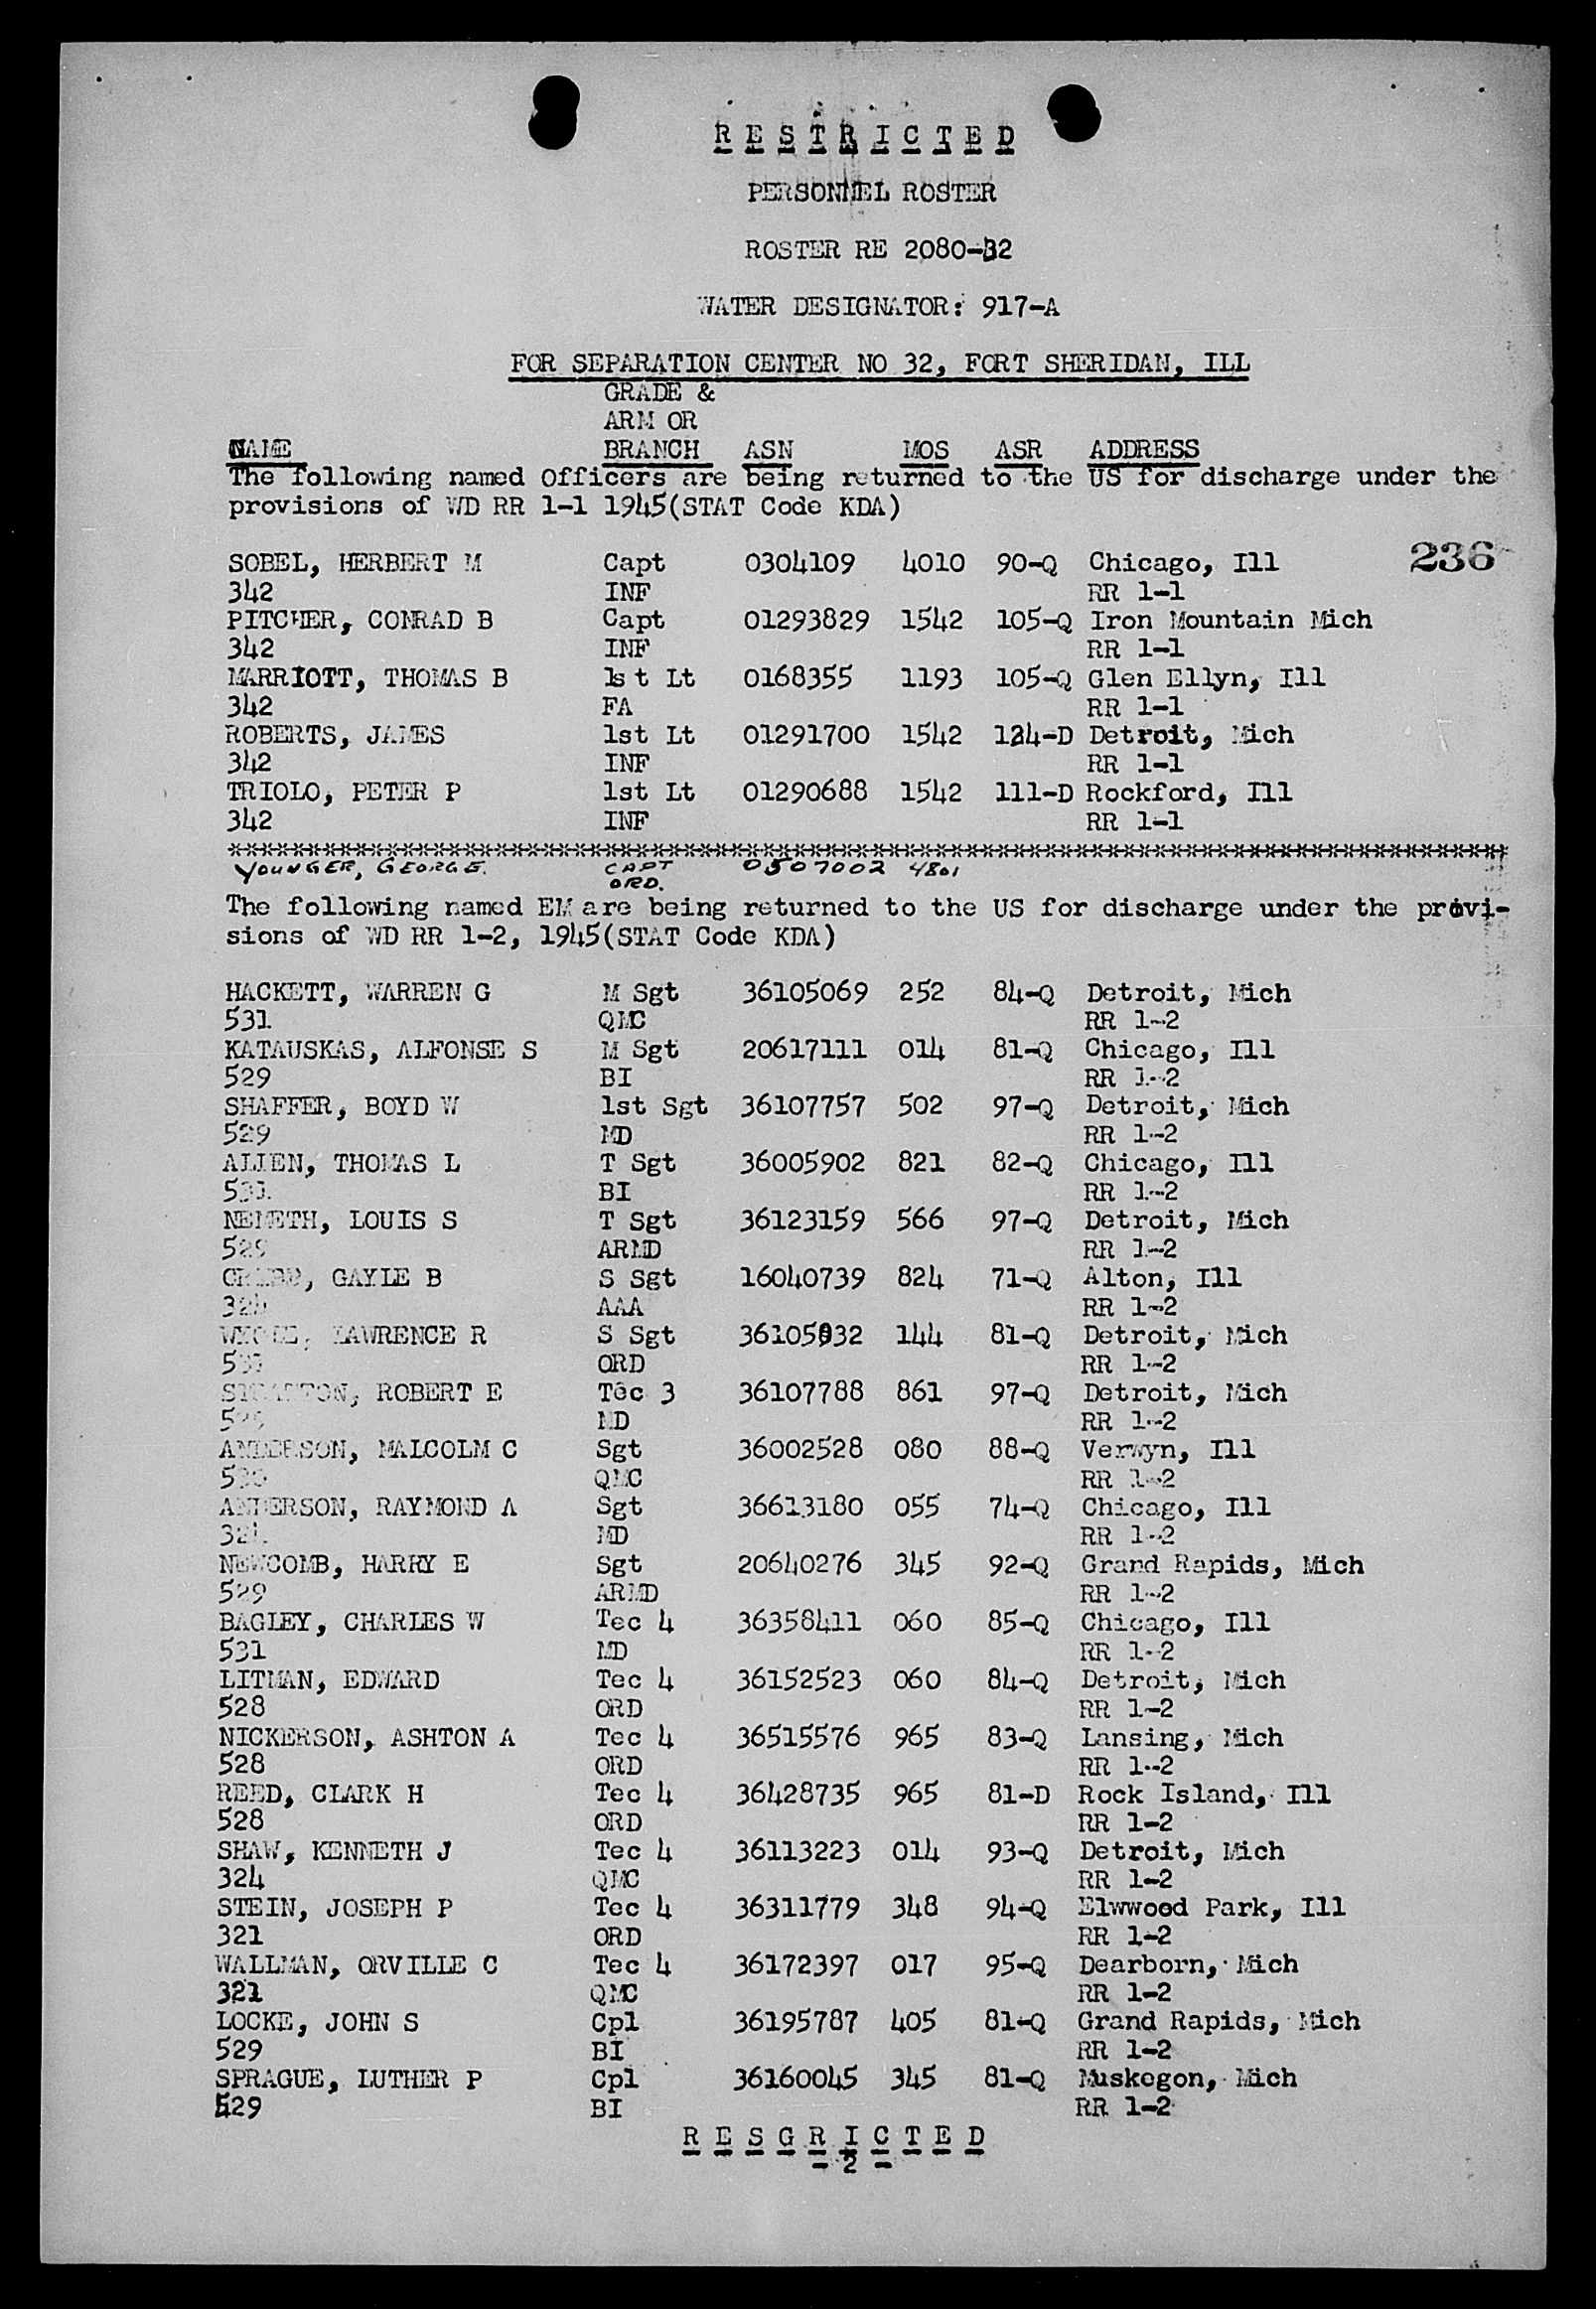 RESTRICTED
PERSONNEL ROSTER
ROSTER RE 2080-32
WATER DESIGNATOR: 917-A
FOR SEPARATION CENTER NO 32, FORT SHERIDAN, ILL
GRADE &
ARM OR
NAME BRANCH ASN MOS ASR ADDRESS
The following named Officers are being returned to the US for discharge under the
provisions of WD RR 1-1 1945(STAT Code KDA)
SOBEL, HERBERT M Capt 0304109 4010 90-Q Chicago, Ill 236
342 INF RR 1-1
PITCHER, CONRAD B Capt 01293829 1542 105-Q Iron Mountain Mich
342 INF RR 1-1
MARRIOTT, THOMAS B 1st Lt 0168355 1193 105-Q Glen Ellyn, Ill
342 FA RR 1-1
ROBERTS, JAMES 1st Lt 01291700 1542 124-D Detroit, Mich
342 INF RR 1-1
TRIOLO, PETER P 1st Lt 01290688 1542 111-D Rockford, Ill
342 INF RR 1-1
YOUNGER, GEORGE. CAPT 0507002 4801
ORD.
The following named EM are being returned to the US for discharge under the provi-
sions of WD RR 1-2, 1945(STAT Code KDA)
HACKETT, WARREN G M Sgt 36105069 252 84-Q Detroit, Mich
531 QMC RR 1-2
KATAUSKAS, ALFONSE S M Sgt 20617111 014 81-Q Chicago, Ill
529 BI RR 1-2
SHAFFER, BOYD W 1st Sgt 36107757 502 97-Q Detroit, Mich
529 MD RR 1-2
ALLEN, THOMAS L T Sgt 36005902 821 82-Q Chicago, Ill
531 BI RR 1-2
NEMETH, LOUIS S T Sgt 36123159 566 97-Q Detroit, Mich
529 ARMD RR 1-2
GAYLE B S Sgt 16040739 824 71-Q Alton, Ill
324 AAA RR 1-2
LAWRENCE R S Sgt 144 81-Q Detroit, Mich
531 ORD RR 1-2
ROBERT E Tec 3 36107788 861 97-Q Detroit, Mich
529 MD RR 1-2
ANDERSON, MALCOLM C Sgt 36002528 080 88-Q Verwyn, Ill
QMC RR 1-2
ANDERSON, RAYMOND A Sgt 36613180 055 74-Q Chicago, Ill
324 MD RR 1-2
NEWCOMB, HARRY E Sgt 20640276 345 92-Q Grand Rapids, Mich
529 ARMD RR 1-2
BAGLEY, CHARLES W Tec 4 36358411 060 85-Q Chicago, Ill
531 MD RR 1-2
LITMAN, EDWARD Tec 4 36152523 060 84-Q Detroit, Mich
528 ORD RR 1-2
NICKERSON, ASHTON A Tec 4 36515576 965 83-Q Lansing, Mich
528 ORD RR 1-2
REED, CLARK H Tec 4 36428735 965 81-D Rock Island, Ill
528 ORD RR 1-2
SHAW, KENNETH J Tec 4 36113223 014 93-Q Detroit, Mich
324 QMC RR 1-2
STEIN, JOSEPH P Tec 4 36311779 348 94-Q Elwwood Park, Ill
321 ORD RR 1-2
WALLMAN, ORVILLE C Tec 4 36172397 017 95-Q Dearborn, Mich
321 QMC RR 1-2
LOCKE, JOHN S Cpl 36195787 405 81-Q Grand Rapids, Mich
529 BI RR 1-2
SPRAGUE, LUTHER P Cpl 36160045 345 81-Q Muskegon, Mich
529 BI RR 1-2
RESGRICTED
- 2 -